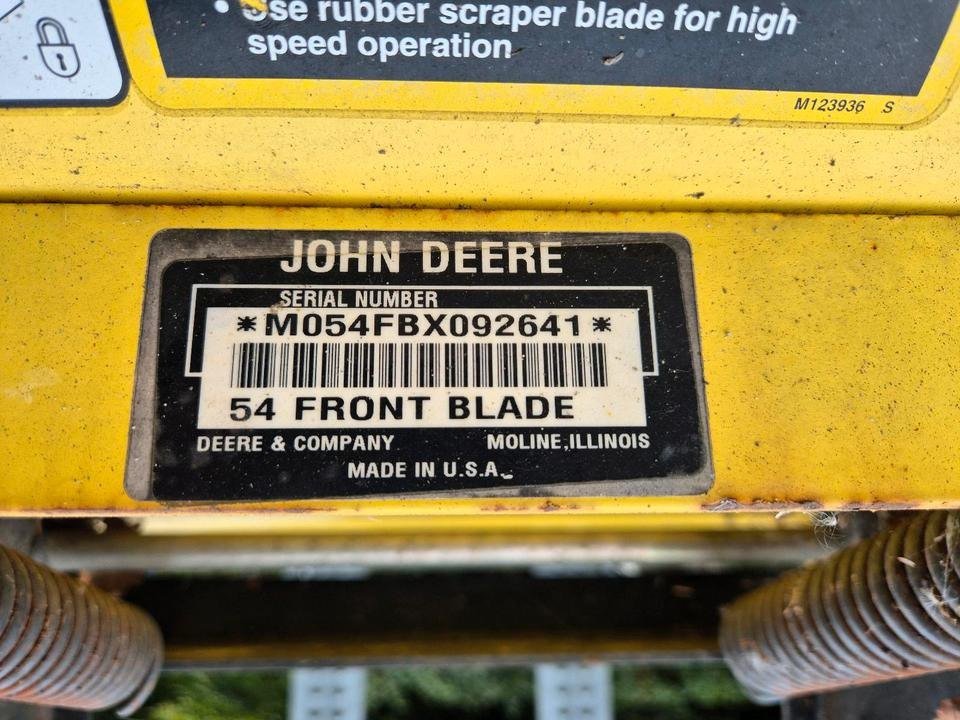 • Use rubber scraper blade for high
speed operation
M123936 S
JOHN DEERE
SERIAL NUMBER
*M054FBX092641*
54 FRONT BLADE
DEERE & COMPANY MOLINE, ILLINOIS
MADE IN U.S.A.